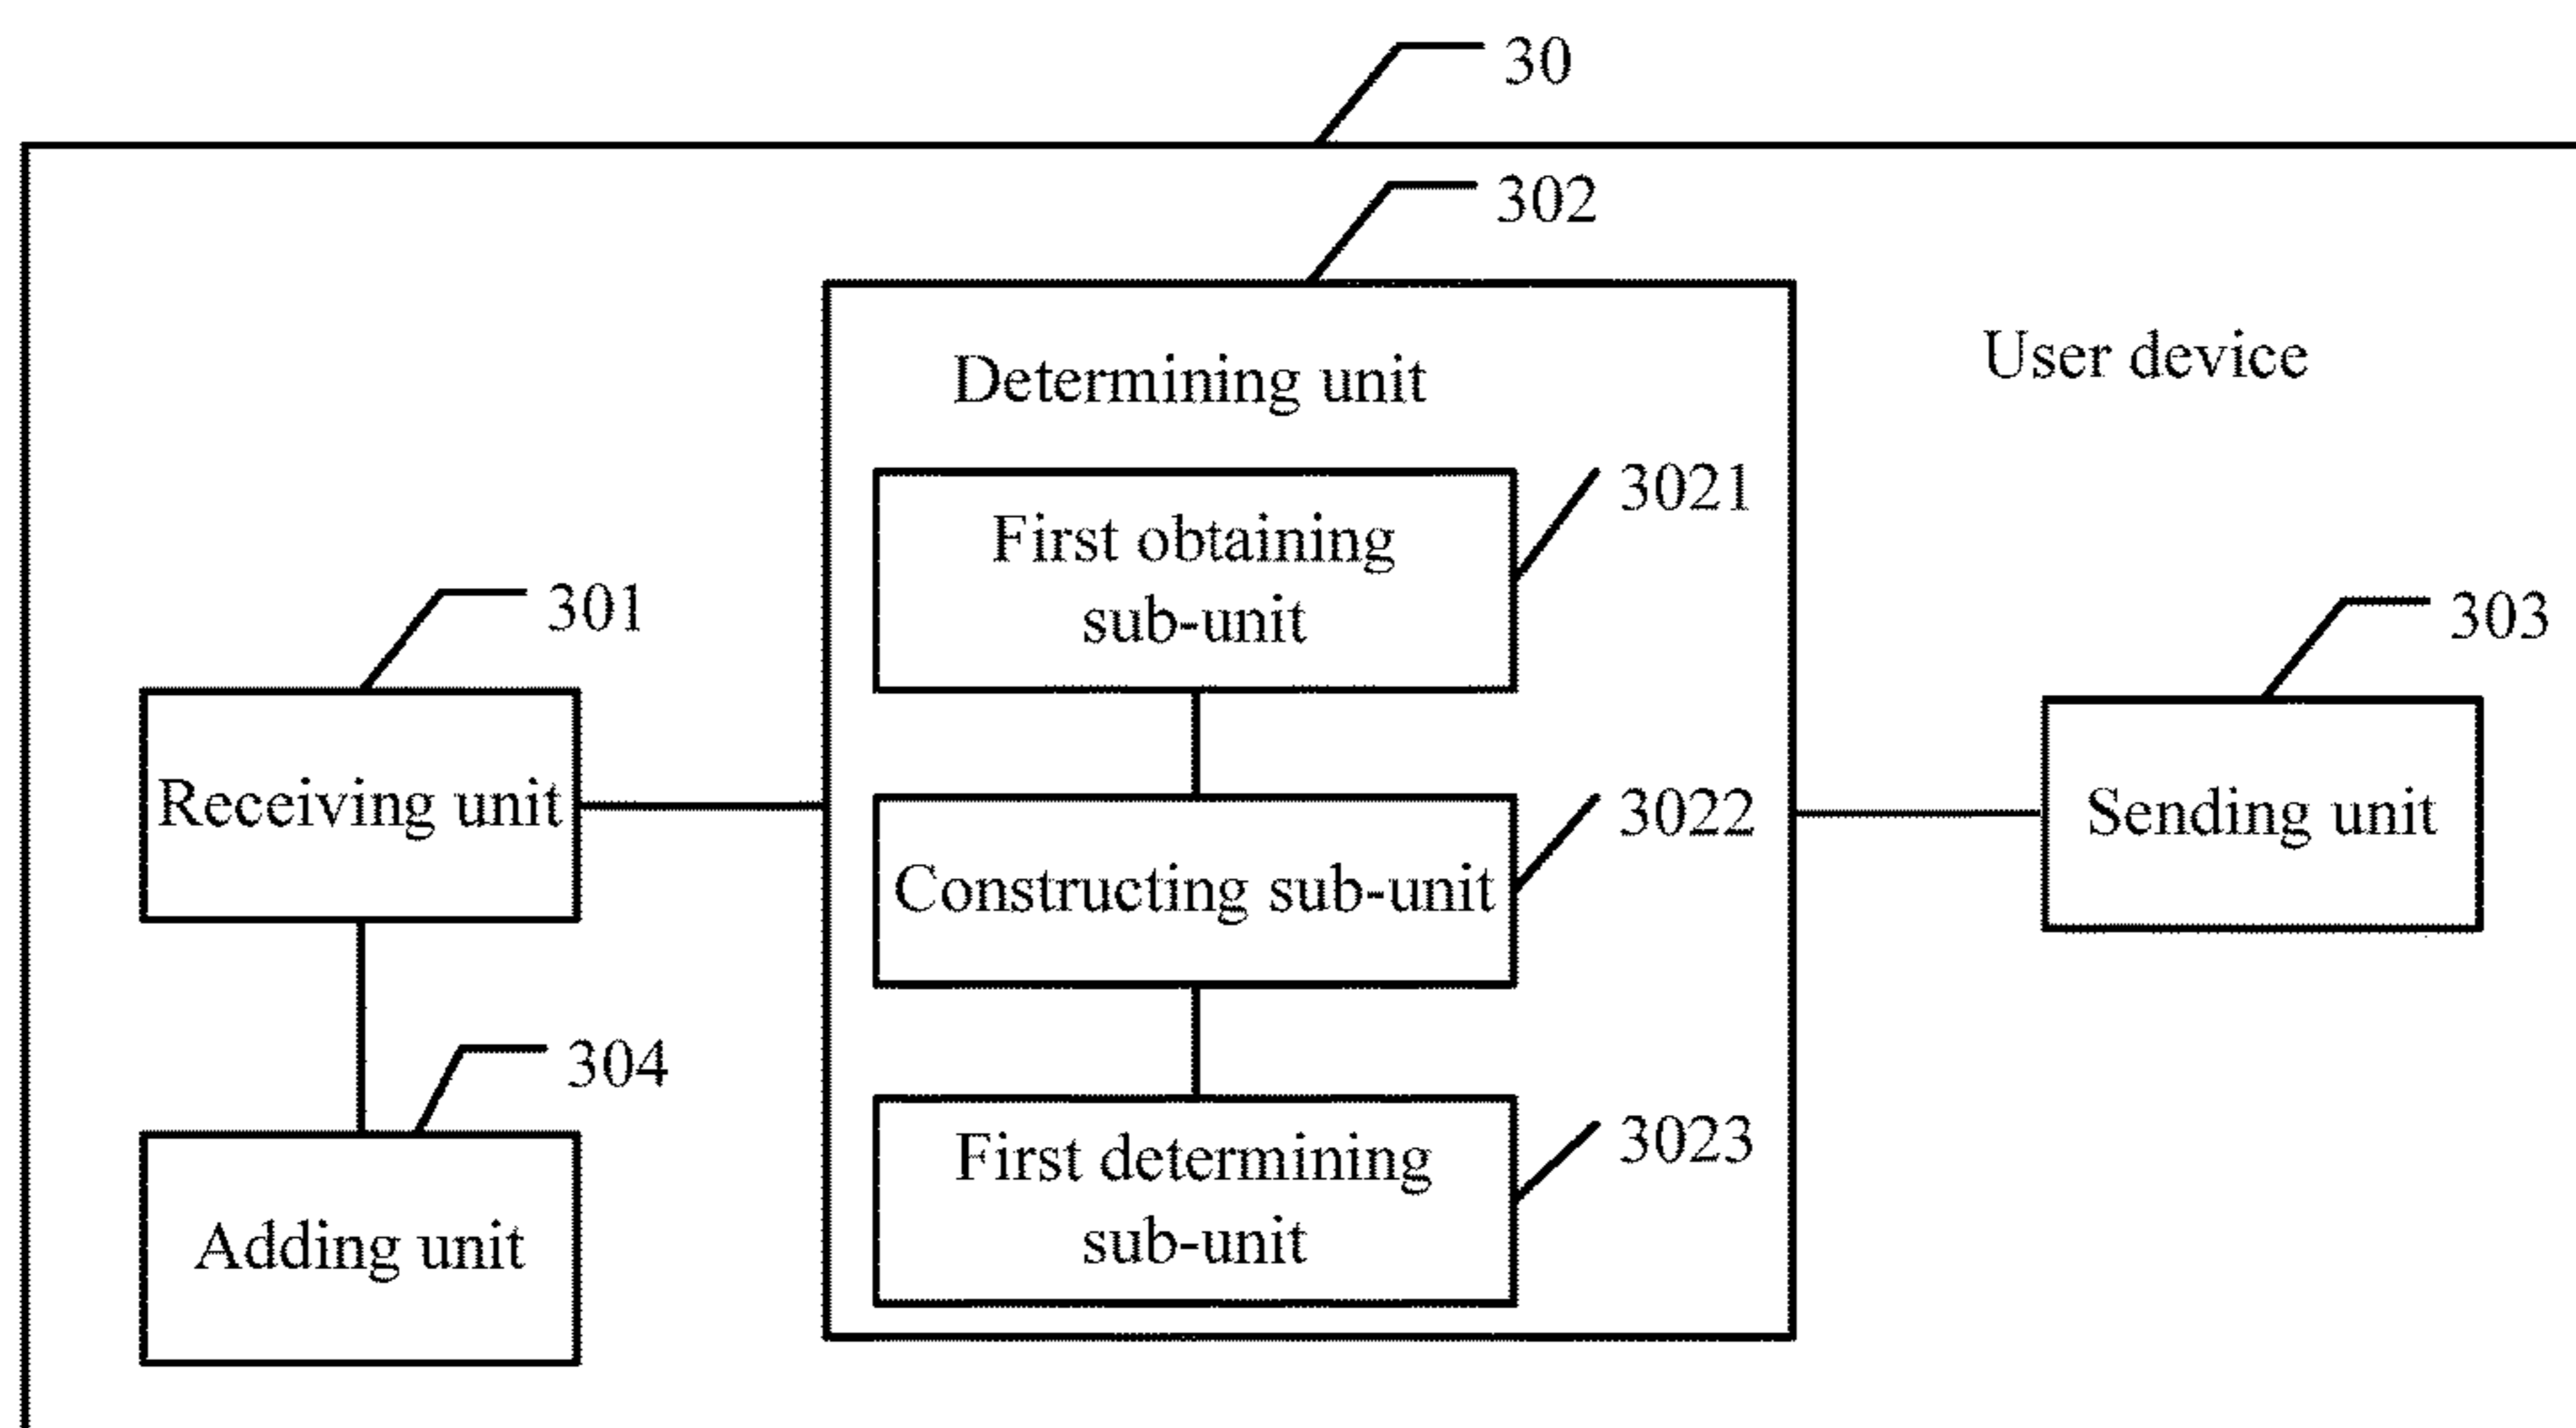 30
302
Determining unit
User device
3021
First obtaining
sub-unit
301
303
Receiving unit
3022
Constructing sub-unit
Sending unit
304
3023
First determining
sub-unit
Adding unit